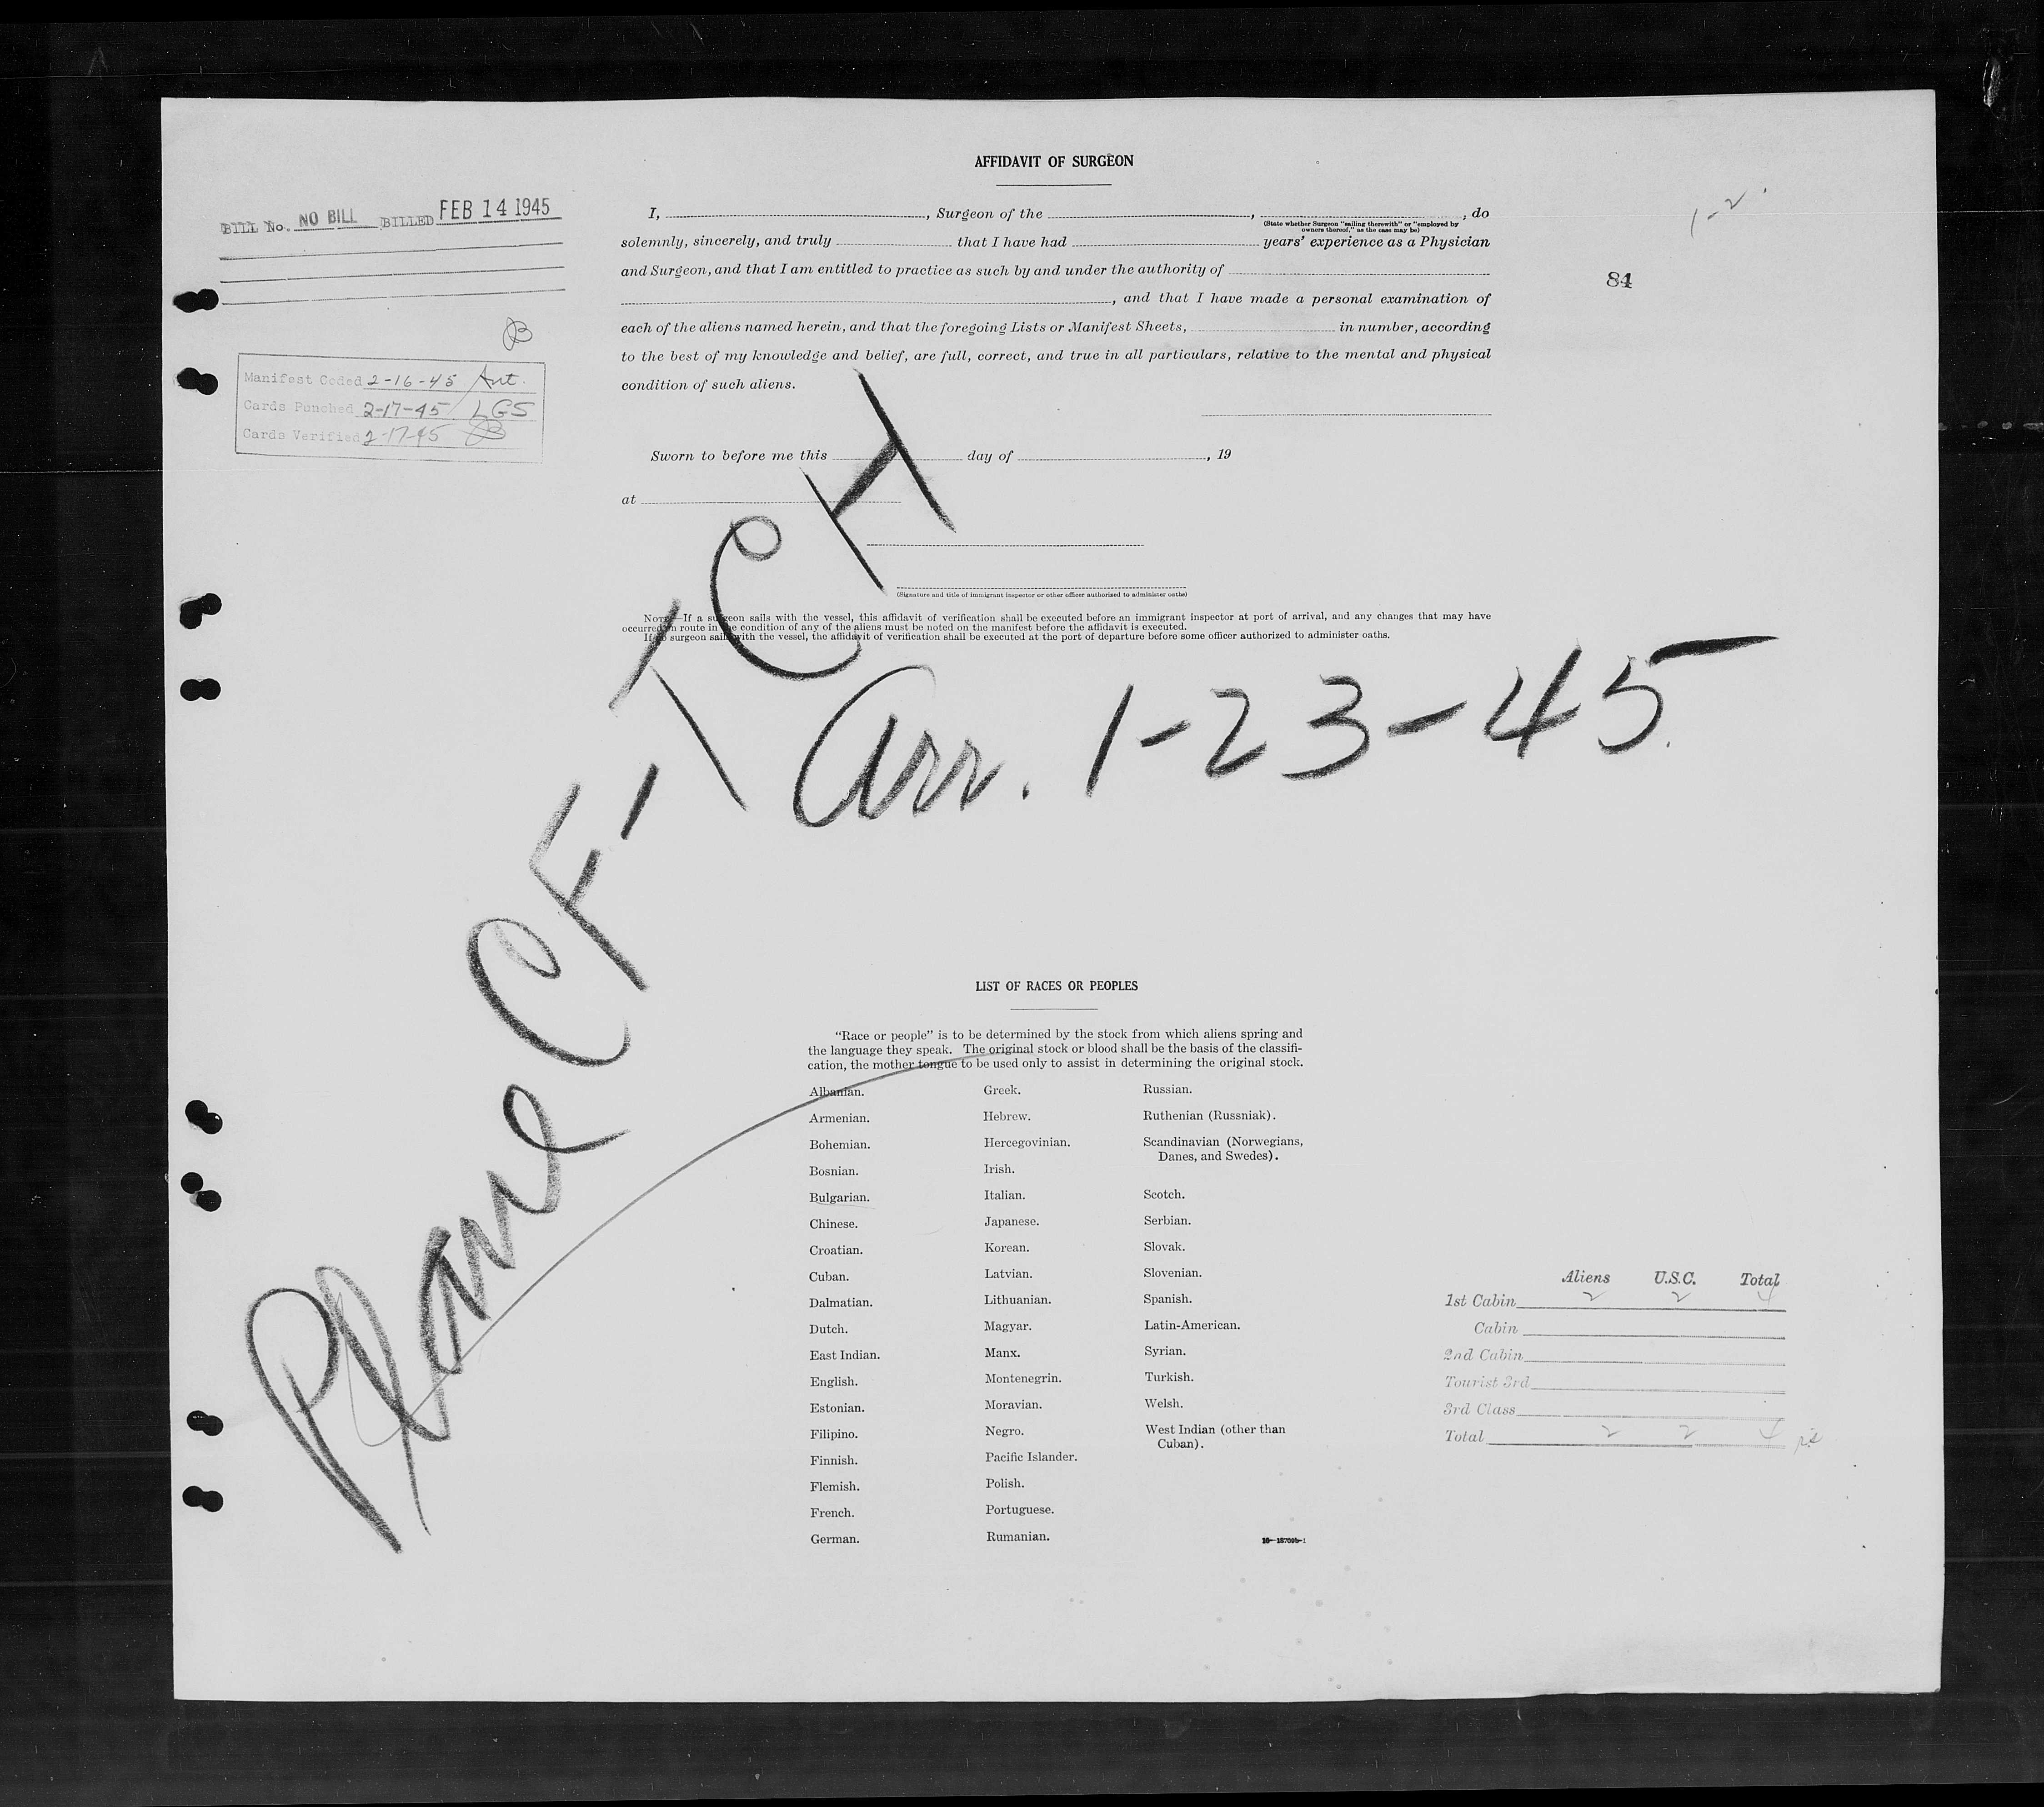 AFFIDAVIT OF SURGEON
BILL No. NO BILL BILLED FEB 14 1945
1-2
84
I, , Surgeon of the , , do
(State whether Surgeon "sailing therewith" or "employed by
owners thereof," as the case may be)
solemnly, sincerely, and truly that I have had years' experience as a Physician
and Surgeon, and that I am entitled to practice as such by and under the authority of
, and that I have made a personal examination of
each of the aliens named herein, and that the foregoing Lists or Manifest Sheets, in number, according
to the best of my knowledge and belief, are full, correct, and true in all particulars, relative to the mental and physical
condition of such aliens.
Manifest Coded 2-16-45 Ant.
Cards Punched 2-17-45 LGS
Cards Verified 2-17-45
Sworn to before me this day of , 19
at
(Signature and title of immigrant inspector or other officer authorized to administer oaths)
NOTE.—If a surgeon sails with the vessel, this affidavit of verification shall be executed before an immigrant inspector at port of arrival, and any changes that may have
occurred in route in the condition of any of the aliens must be noted on the manifest before the affidavit is executed.
If no surgeon sails with the vessel, the affidavit of verification shall be executed at the port of departure before some officer authorized to administer oaths.
Plane CF-TCH
Arr. 1-23-45
LIST OF RACES OR PEOPLES
"Race or people" is to be determined by the stock from which aliens spring and
the language they speak. The original stock or blood shall be the basis of the classifi-
cation, the mother tongue to be used only to assist in determining the original stock.
Albanian.
Armenian.
Bohemian.
Bosnian.
Bulgarian.
Chinese.
Croatian.
Cuban.
Dalmatian.
Dutch.
East Indian.
English.
Estonian.
Filipino.
Finnish.
Flemish.
French.
German.
Greek.
Hebrew.
Hercegovinian.
Irish.
Italian.
Japanese.
Korean.
Latvian.
Lithuanian.
Magyar.
Manx.
Montenegrin.
Moravian.
Negro.
Pacific Islander.
Polish.
Portuguese.
Rumanian.
Russian.
Ruthenian (Russniak).
Scandinavian (Norwegians,
Danes, and Swedes).
Scotch.
Serbian.
Slovak.
Slovenian.
Spanish.
Latin-American.
Syrian.
Turkish.
Welsh.
West Indian (other than
Cuban).
Aliens U.S.C. Total
1st Cabin 2 2 4
Cabin
2nd Cabin
Tourist 3rd
3rd Class
Total 2 2 4